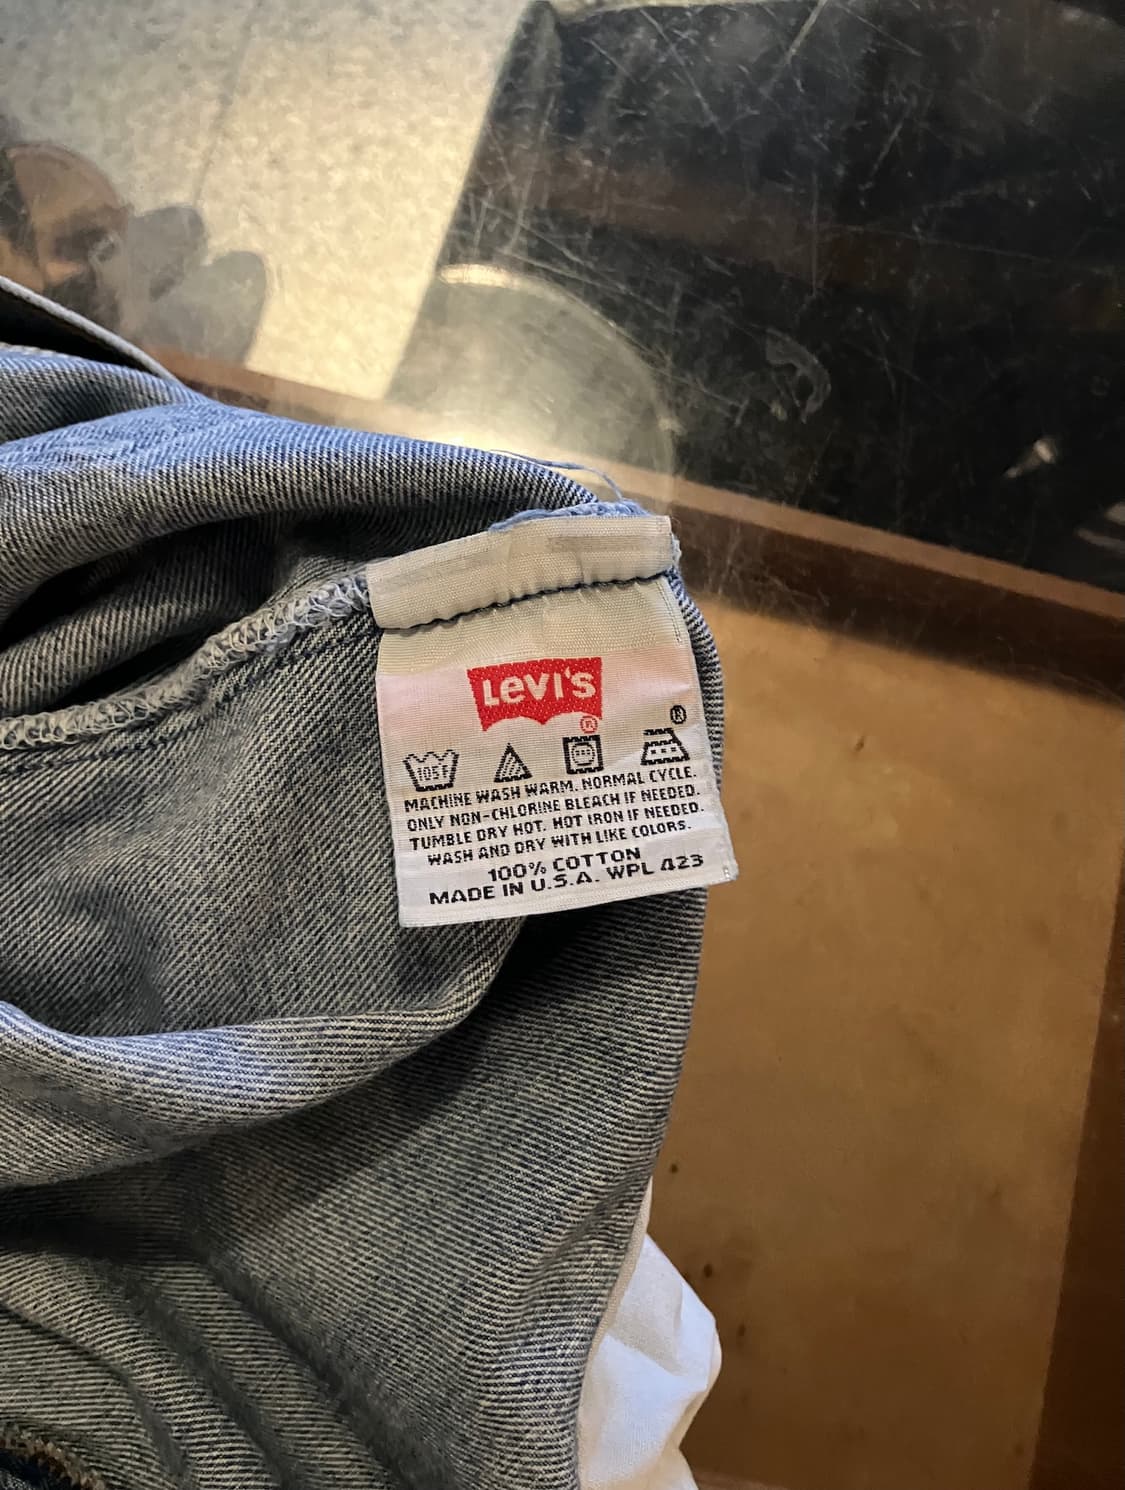 Levi's
®
®
105F
MACHINE WASH WARM. NORMAL CYCLE.
ONLY NON-CHLORINE BLEACH IF NEEDED.
TUMBLE DRY HOT. HOT IRON IF NEEDED.
WASH AND DRY WITH LIKE COLORS.
100% COTTON
MADE IN U.S.A. WPL 423